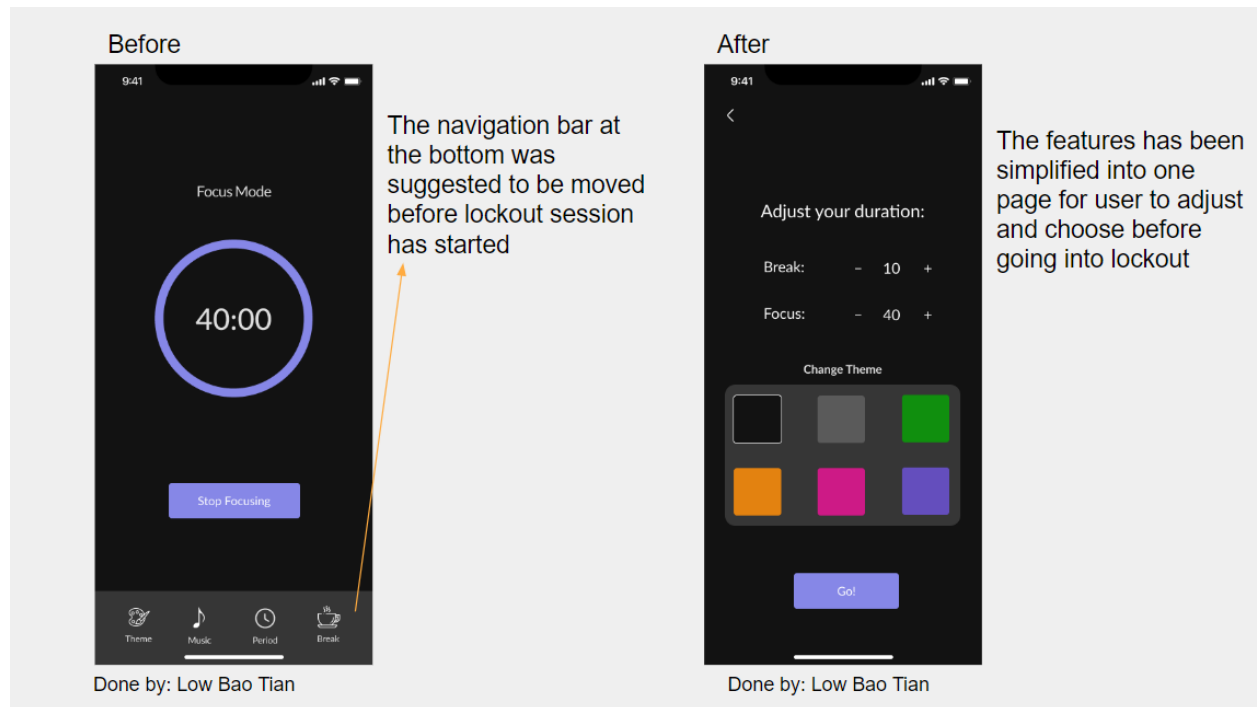 Before
9:41
Focus Mode
40:00
Stop Focusing
Theme
Music
Period
Break
Done by: Low Bao Tian
The navigation bar at
the bottom was
suggested to be moved
before lockout session
has started
After
9:41
Adjust your duration:
Break: - 10 +
Focus: - 40 +
Change Theme
Go!
Done by: Low Bao Tian
The features has been
simplified into one
page for user to adjust
and choose before
going into lockout